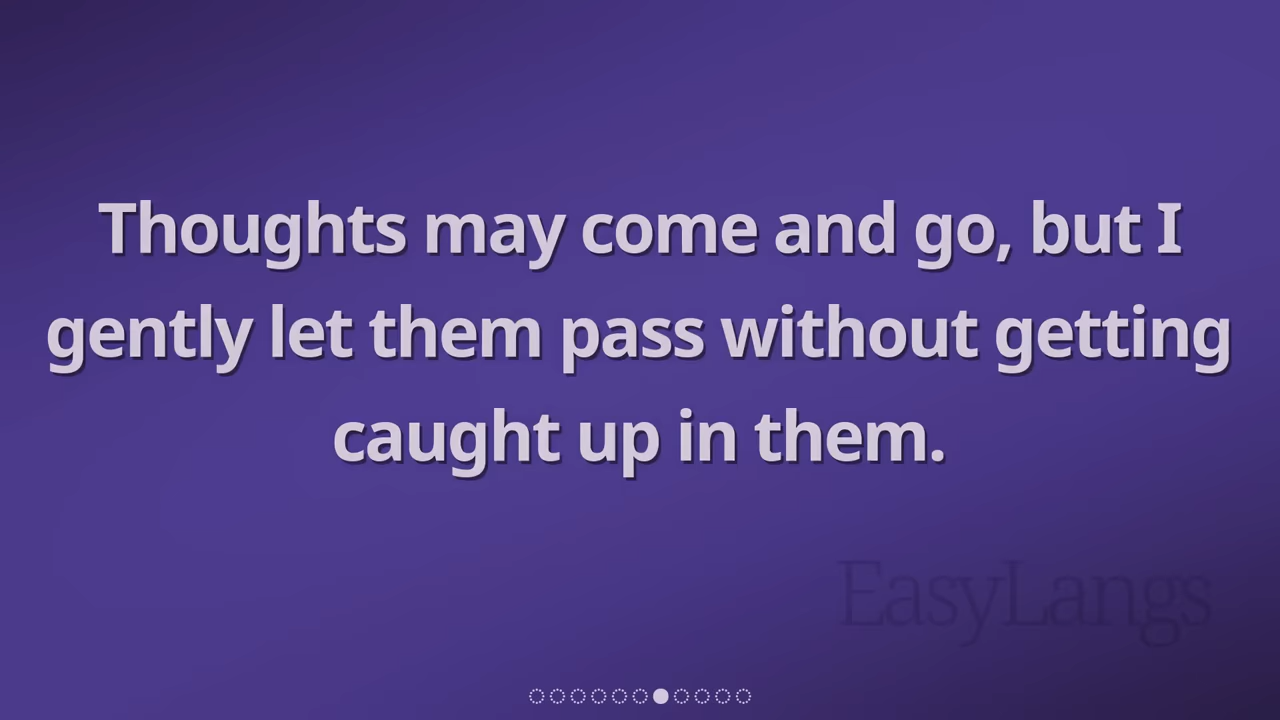 Thoughts may come and go, but I
gently let them pass without getting
caught up in them.
EasyLangs